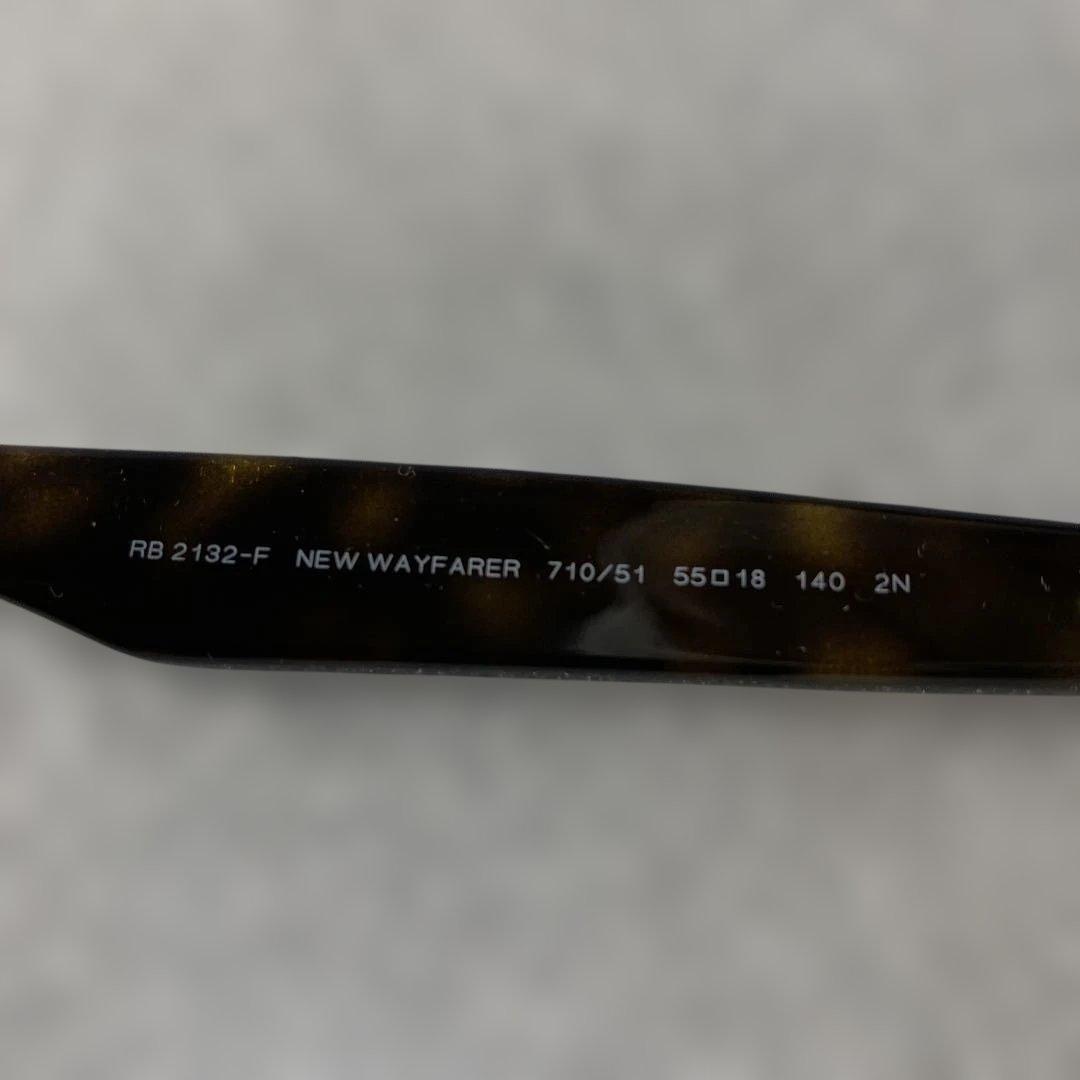 RB 2132-F NEW WAYFARER 710/51 55□18 140 2N